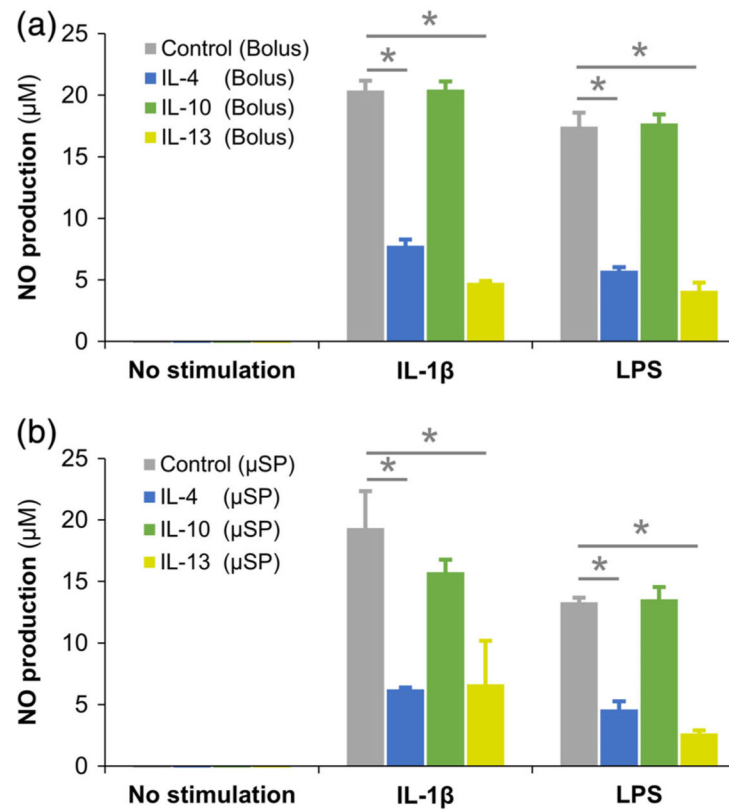 (a)
25
20
15
10
5
0
NO production (µM)
Control (Bolus)
IL-4 (Bolus)
IL-10 (Bolus)
IL-13 (Bolus)
*
*
*
*
No stimulation
IL-1β
LPS
(b)
25
20
15
10
5
0
NO production (µM)
Control (µSP)
IL-4 (µSP)
IL-10 (µSP)
IL-13 (µSP)
*
*
*
*
No stimulation
IL-1β
LPS